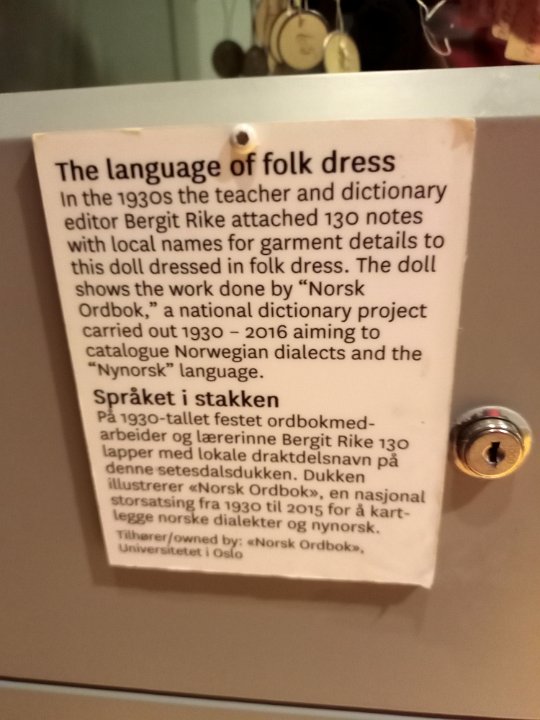 The language of folk dress
In the 1930s the teacher and dictionary
editor Bergit Rike attached 130 notes
with local names for garment details to
this doll dressed in folk dress. The doll
shows the work done by “Norsk
Ordbok,” a national dictionary project
carried out 1930 – 2016 aiming to
catalogue Norwegian dialects and the
“Nynorsk” language.
Språket i stakken
På 1930-tallet festet ordbokmed-
arbeider og lærerinne Bergit Rike 130
lapper med lokale draktdelsnavn på
denne setesdalsdukken. Dukken
illustrerer «Norsk Ordbok», en nasjonal
storsatsing fra 1930 til 2015 for å kart-
legge norske dialekter og nynorsk.
Tilhører/owned by: «Norsk Ordbok»,
Universitetet i Oslo